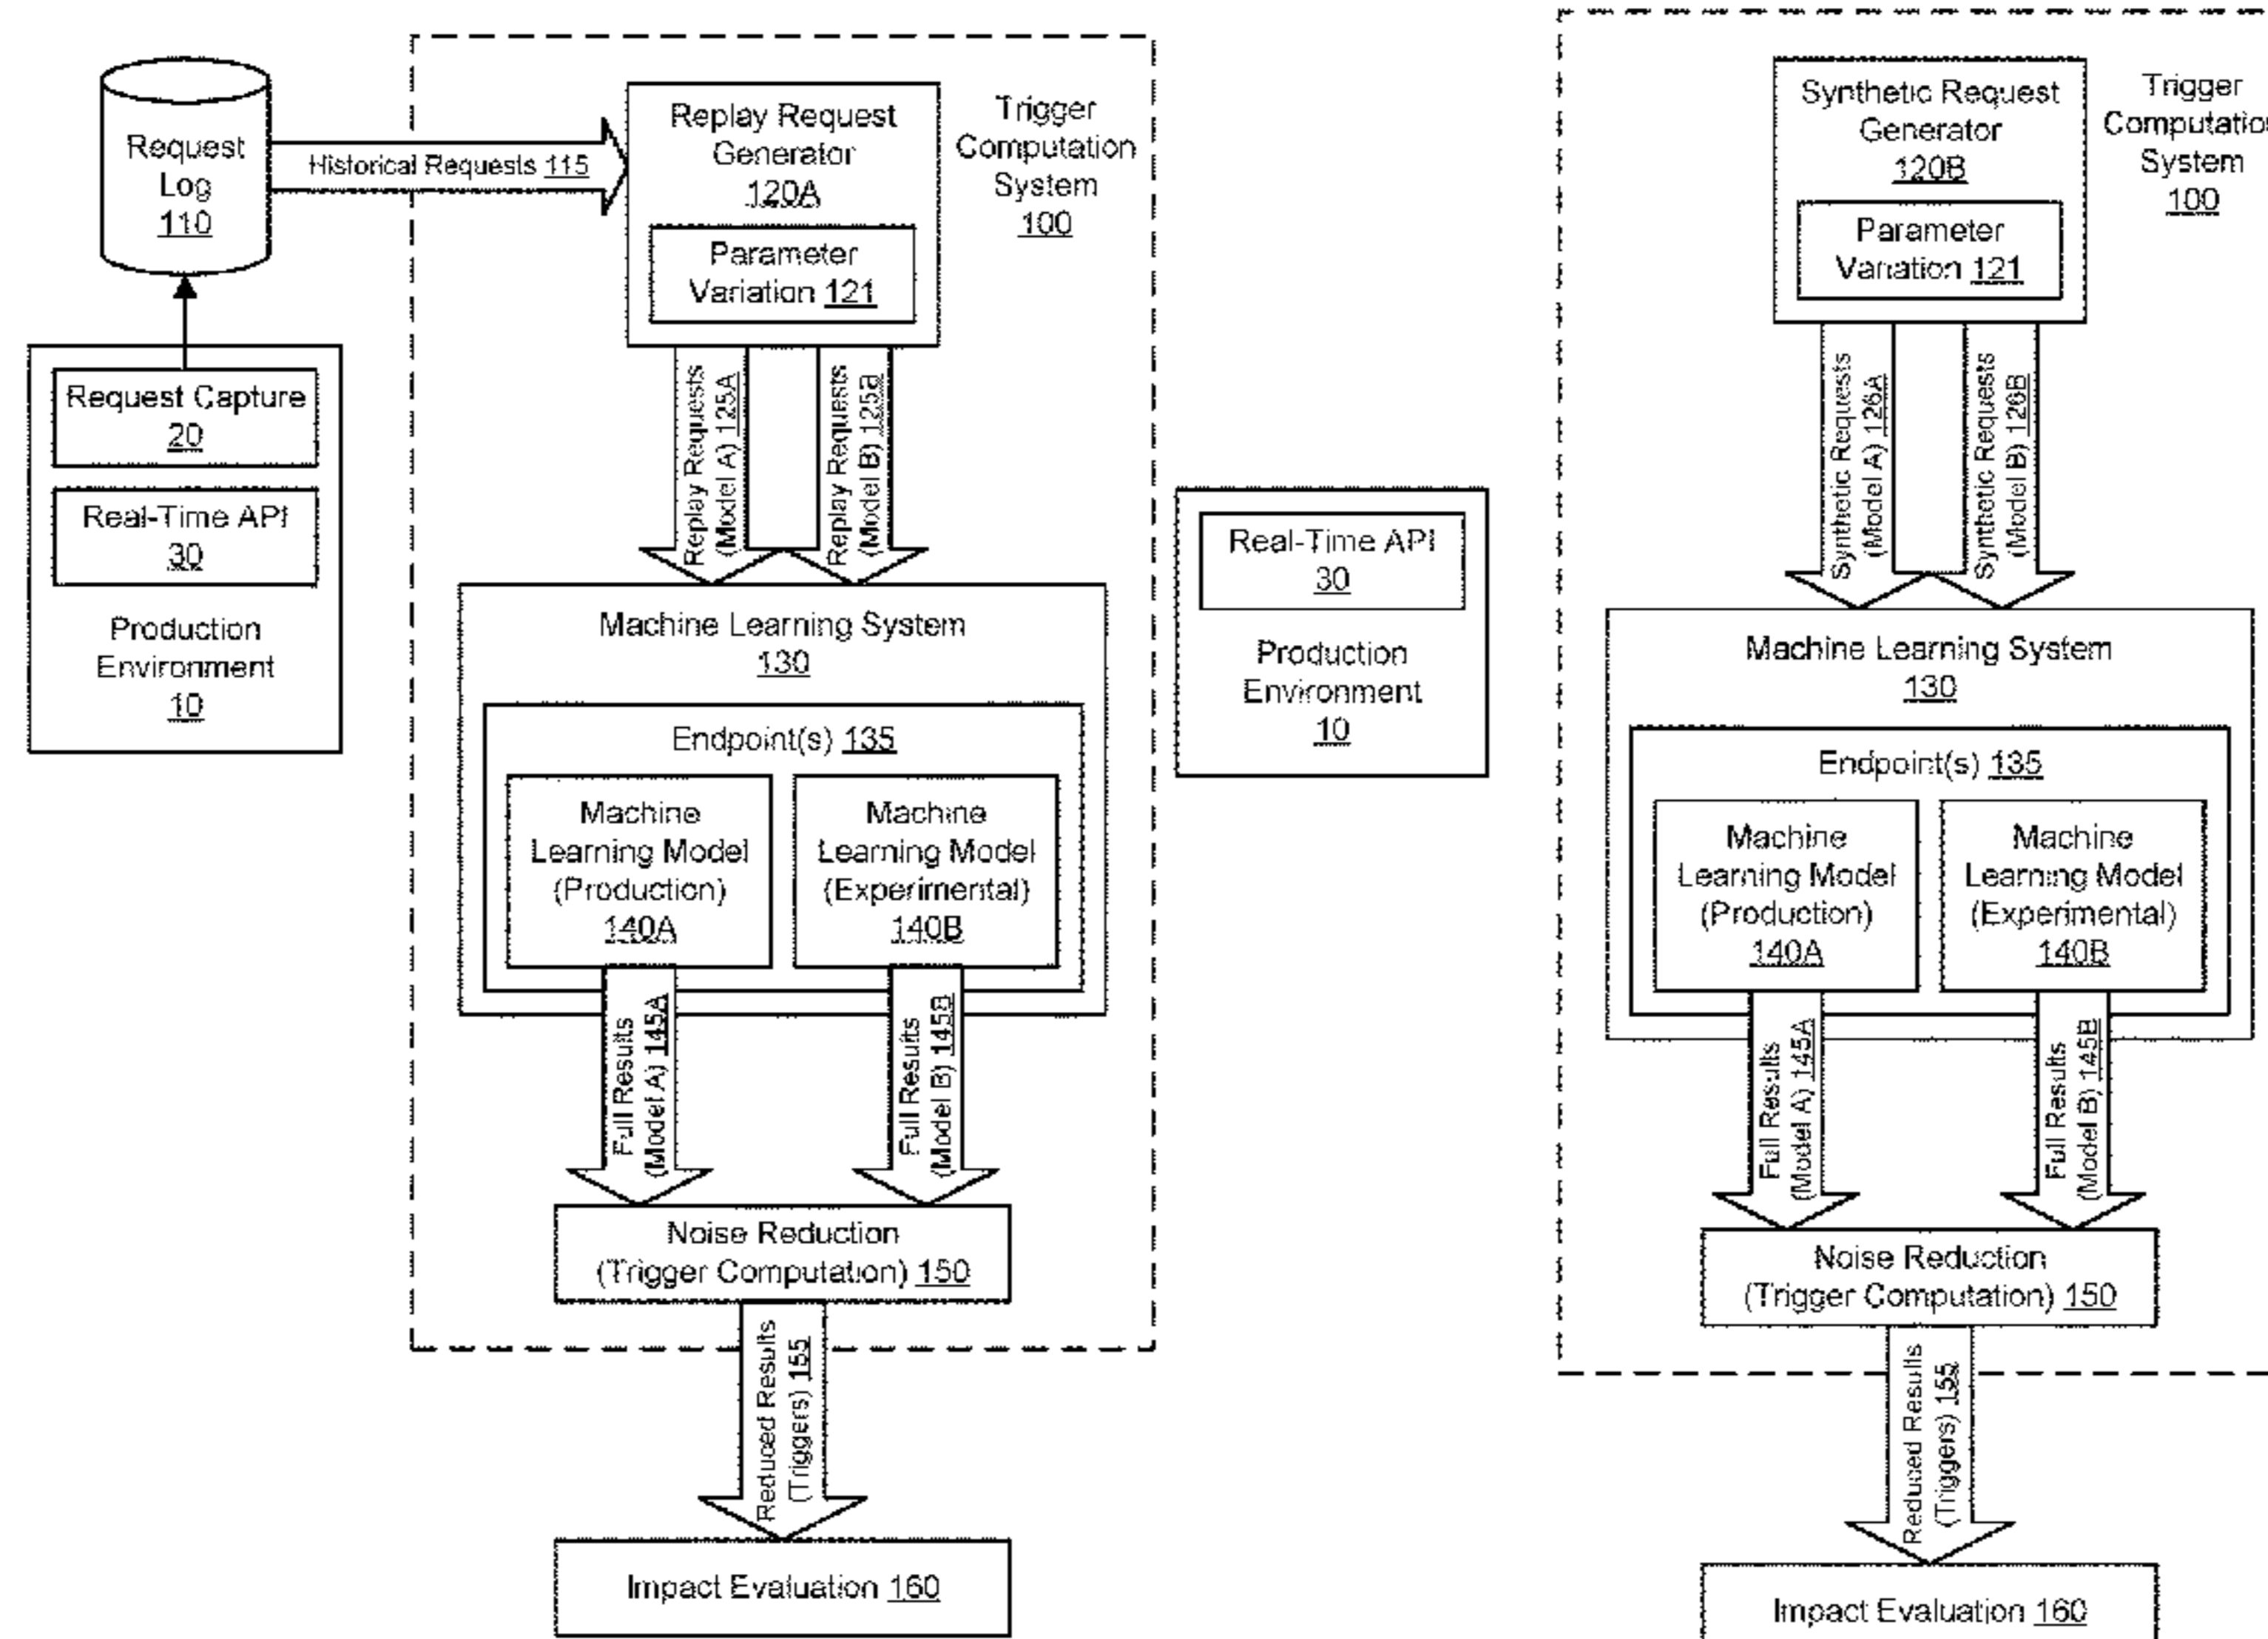 Request
Log
110
Historical Requests 115
Replay Request
Generator
120A
Parameter
Variation 121
Trigger
Computation
System
100
Request Capture
20
Real-Time API
30
Production
Environment
10
Replay Requests
(Model A) 125A
Replay Requests
(Model B) 125B
Machine Learning System
130
Endpoint(s) 135
Machine
Learning Model
(Production)
140A
Machine
Learning Model
(Experimental)
140B
Full Results
(Model A) 145A
Full Results
(Model B) 145B
Noise Reduction
(Trigger Computation) 150
Reduced Results
(Triggers) 155
Impact Evaluation 160
Real-Time API
30
Production
Environment
10
Synthetic Request
Generator
120B
Parameter
Variation 121
Trigger
Computation
System
100
Synthetic Requests
(Model A) 126A
Synthetic Requests
(Model B) 126B
Machine Learning System
130
Endpoint(s) 135
Machine
Learning Model
(Production)
140A
Machine
Learning Model
(Experimental)
140B
Full Results
(Model A) 145A
Full Results
(Model B) 145B
Noise Reduction
(Trigger Computation) 150
Reduced Results
(Triggers) 155
Impact Evaluation 160